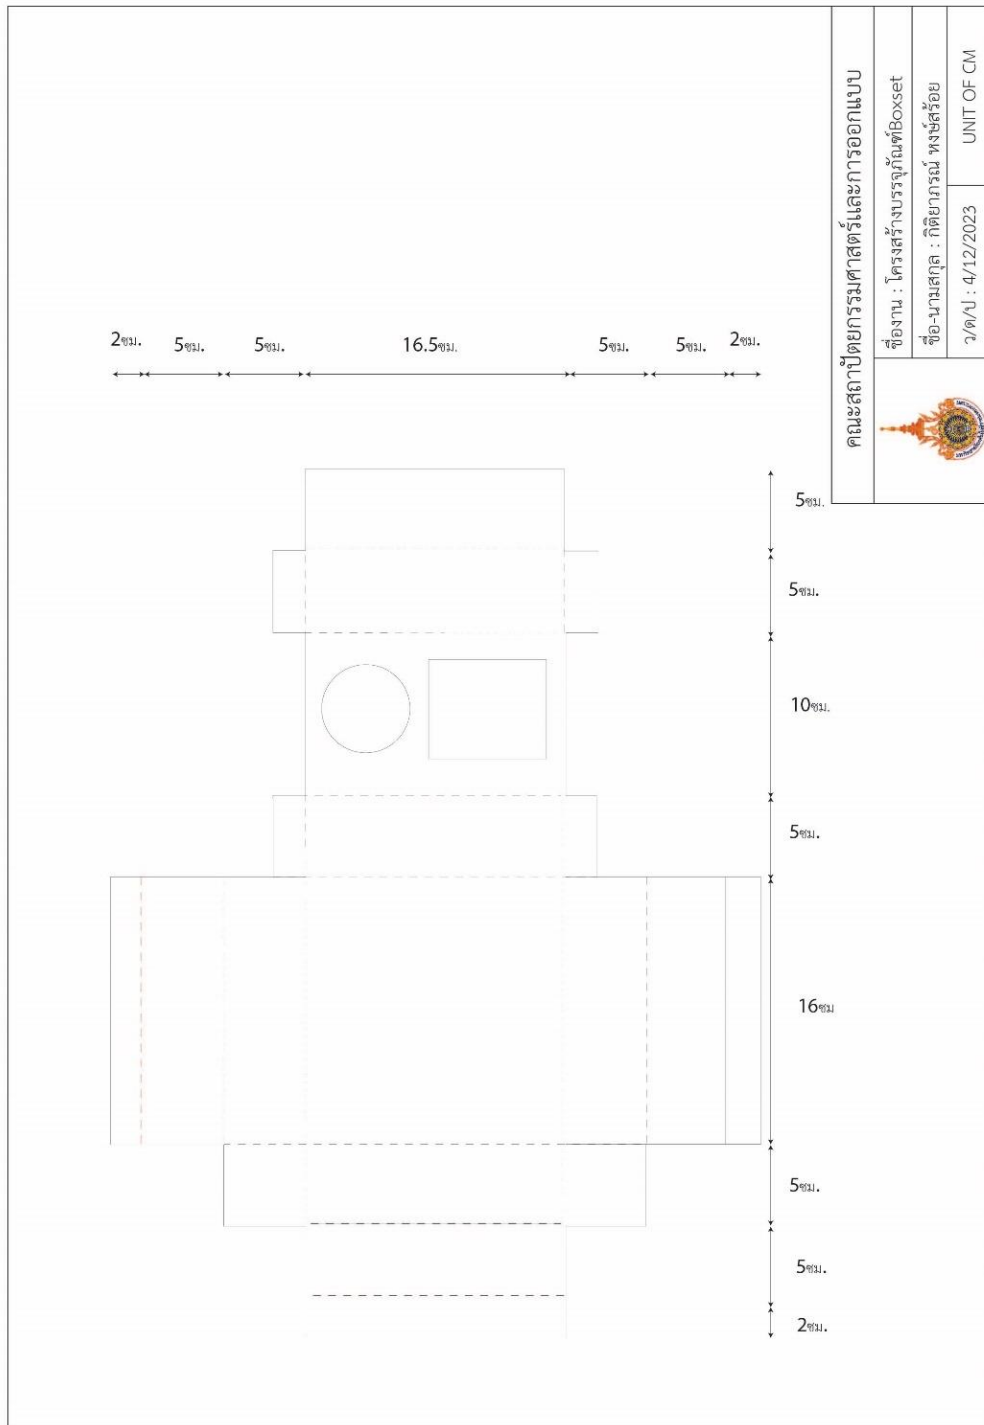 คณะสถาปัตยกรรมศาสตร์และการออกแบบ
ชื่องาน : โครงสร้างบรรจุภัณฑ์Boxset
ชื่อ-นามสกุล : กิติยาภรณ์ หงษ์สร้อย
ว/ด/ป : 4/12/2023
UNIT OF CM
2ซม.
5ซม.
5ซม.
16.5ซม.
5ซม.
5ซม.
2ซม.
5ซม.
5ซม.
10ซม.
5ซม.
16ซม
5ซม.
5ซม.
2ซม.